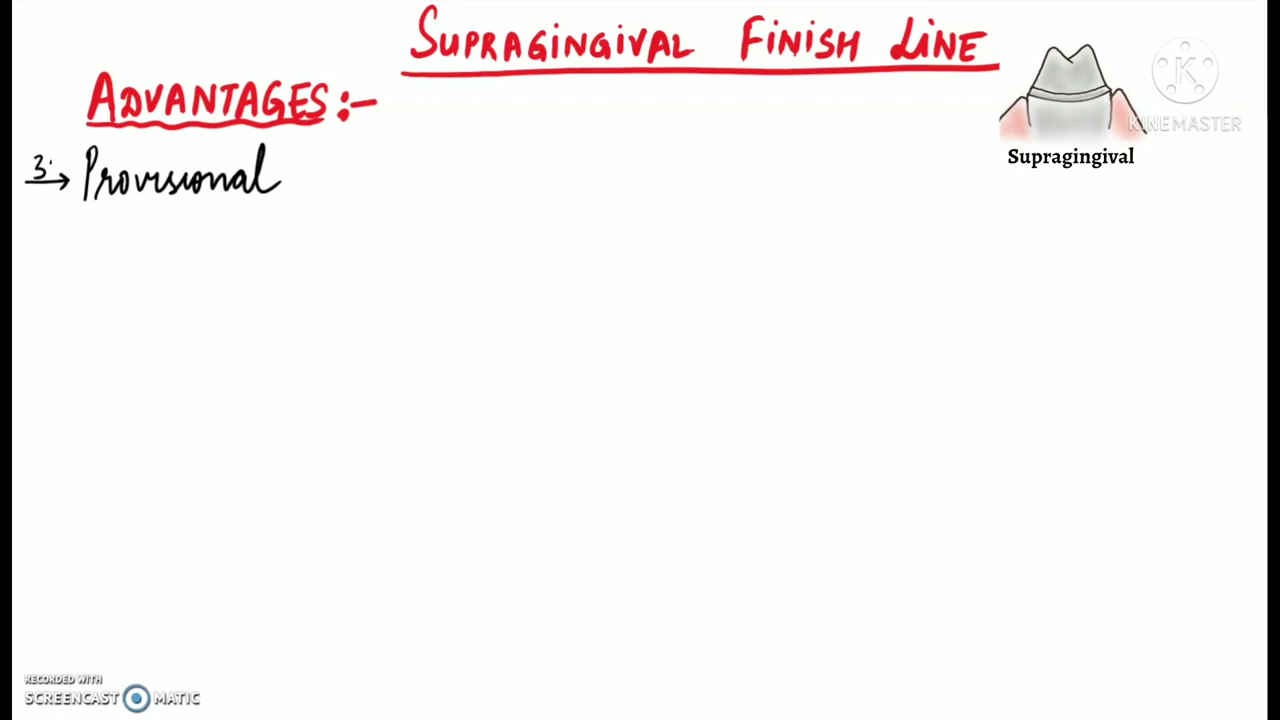 SUPRAGINGIVAL FINISH LINE
ADVANTAGES:-
3. → Provisional
K
KINEMASTER
Supragingival
RECORDED WITH
SCREENCAST MATIC